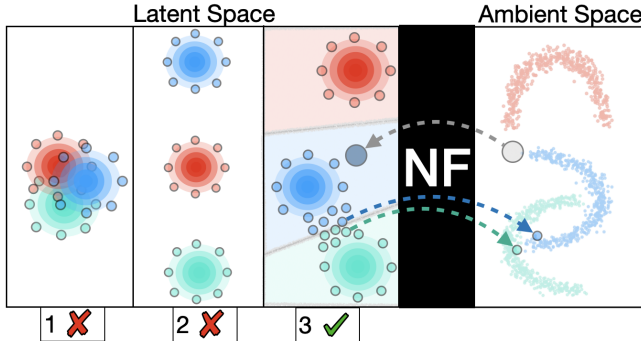 Latent Space
Ambient Space
NF
1 ✗
2 ✗
3 ✓